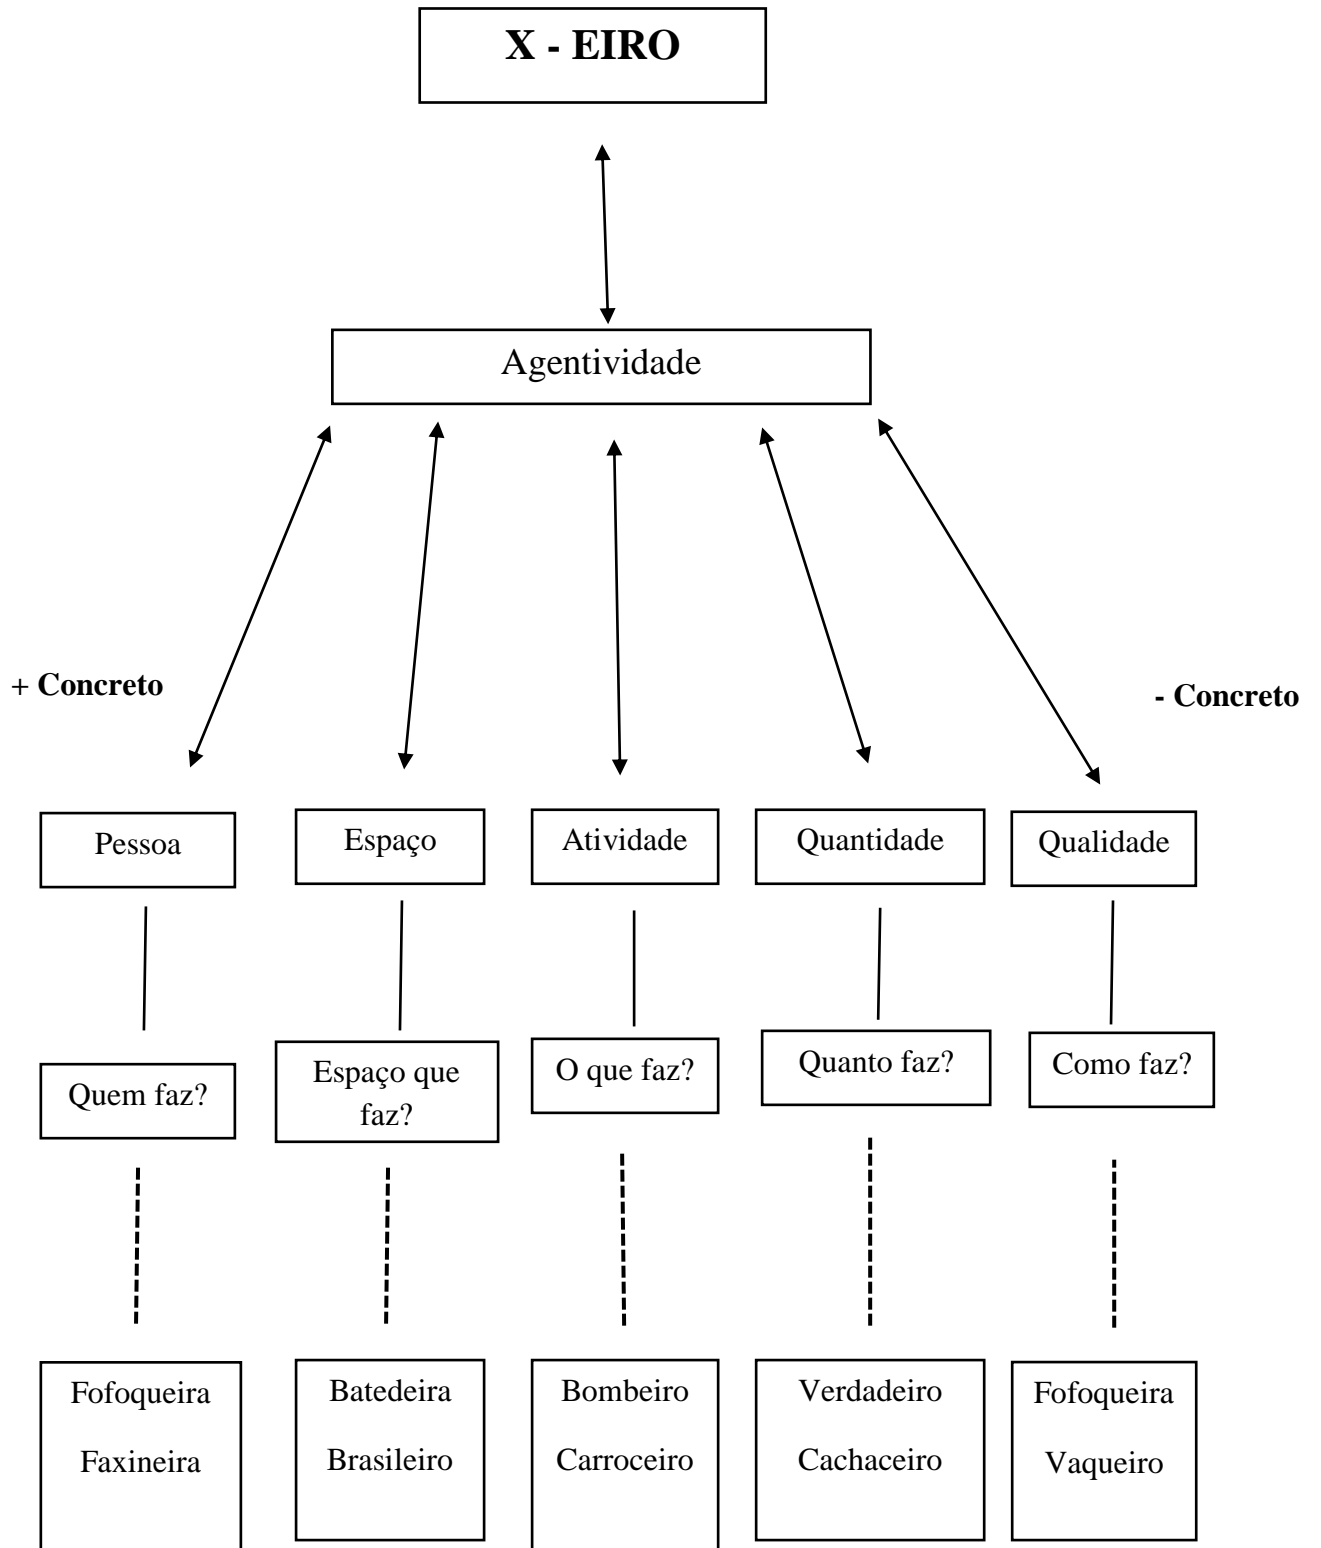 X - EIRO
Agentividade
+ Concreto
- Concreto
Pessoa
Espaço
Atividade
Quantidade
Qualidade
Quem faz?
Espaço que
faz?
O que faz?
Quanto faz?
Como faz?
Fofoqueira
Faxineira
Batedeira
Brasileiro
Bombeiro
Carroceiro
Verdadeiro
Cachaceiro
Fofoqueira
Vaqueiro